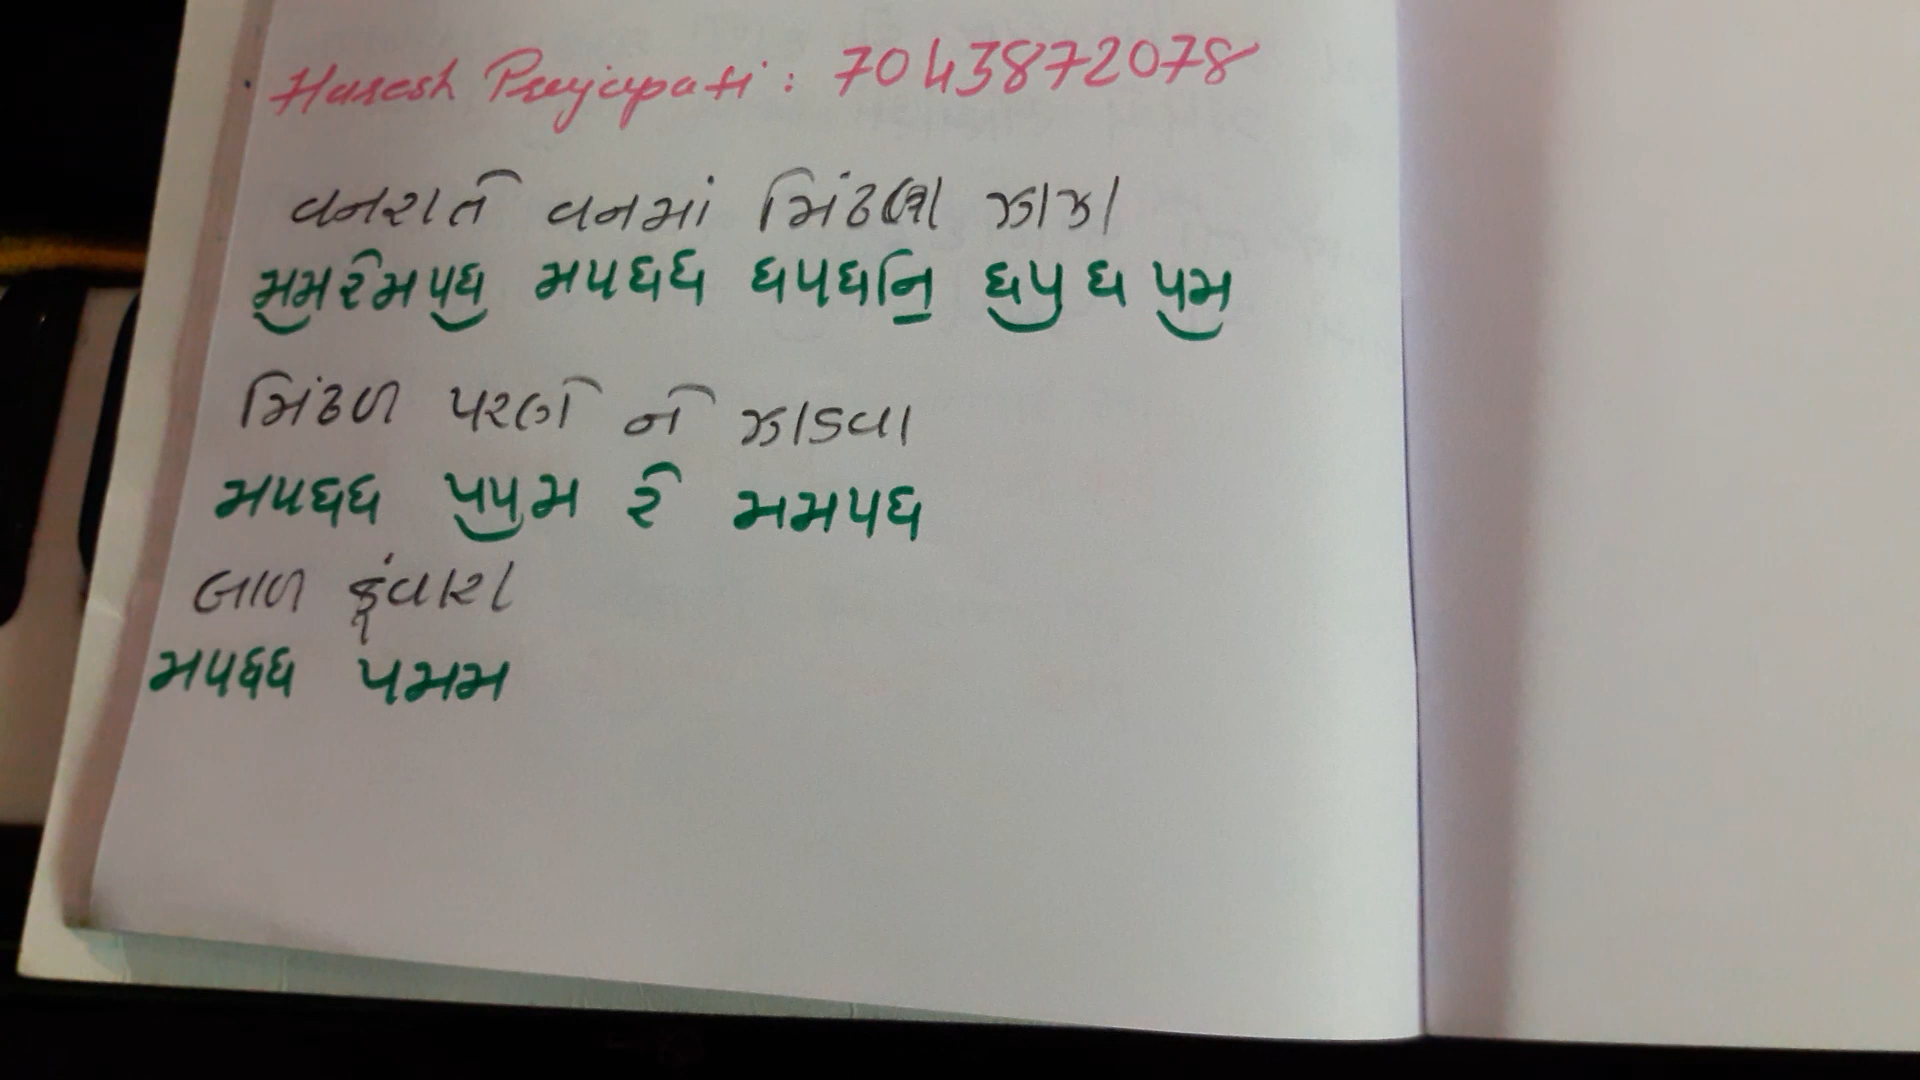 Haresh Prajapati : 7043872078
વનરાતે વનમાં મિંઢળ ઝાઝા
મમરેમપધ મપધધ ધપધનિ ધપ ધ પમ
મિંઢળ પરણે ને ઝાડવા
મપધધ પપમ રે મમપધ
બાળ કુંવારા
મપધધ પમમ